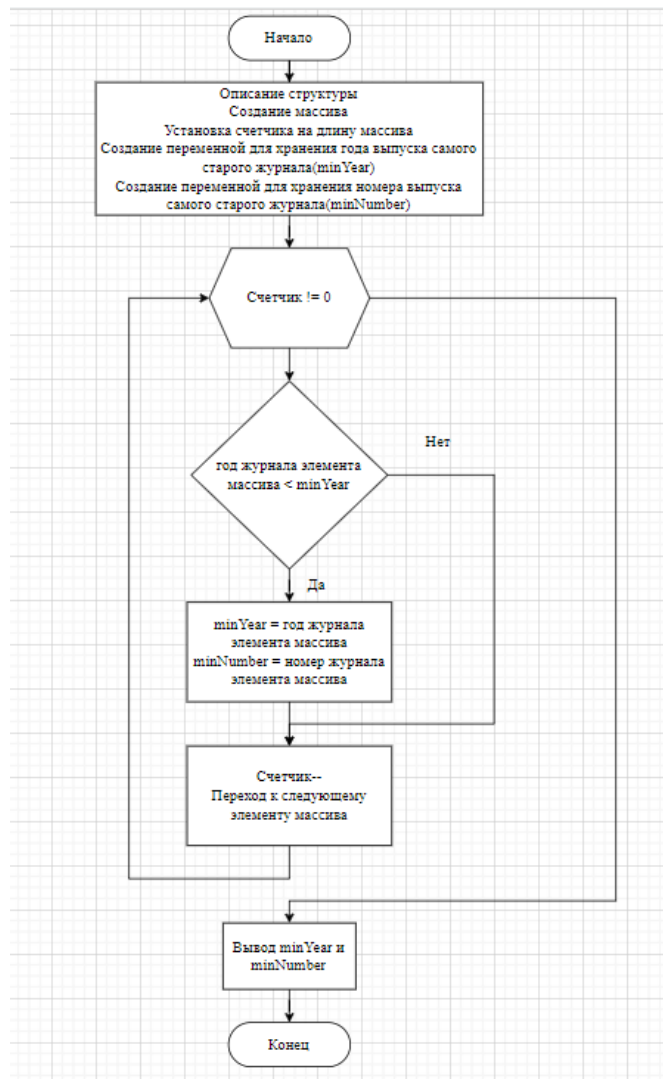 Начало
Описание структуры
Создание массива
Установка счетчика на длину массива
Создание переменной для хранения года выпуска самого
старого журнала(minYear)
Создание переменной для хранения номера выпуска
самого старого журнала(minNumber)
Счетчик != 0
Нет
год журнала элемента
массива < minYear
Да
minYear = год журнала
элемента массива
minNumber = номер журнала
элемента массива
Счетчик--
Переход к следующему
элементу массива
Вывод minYear и
minNumber
Конец